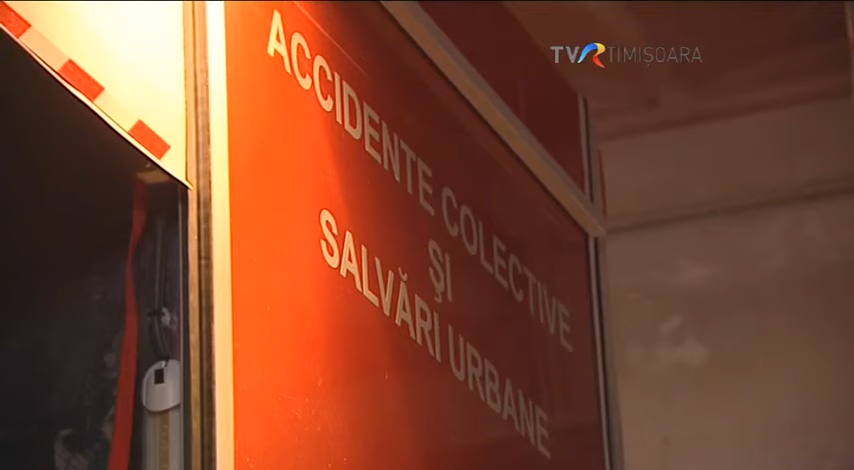 TVR TIMIȘOARA
ACCIDENTE COLECTIVE
ŞI
SALVĂRI URBANE